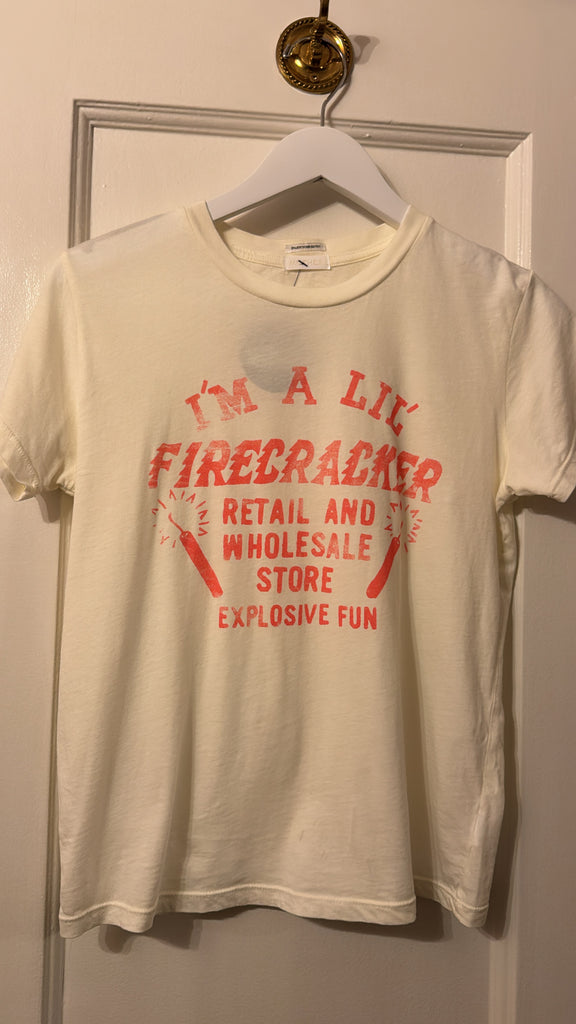 I'M A LIL'
FIRECRACKER
RETAIL AND
WHOLESALE
STORE
EXPLOSIVE FUN